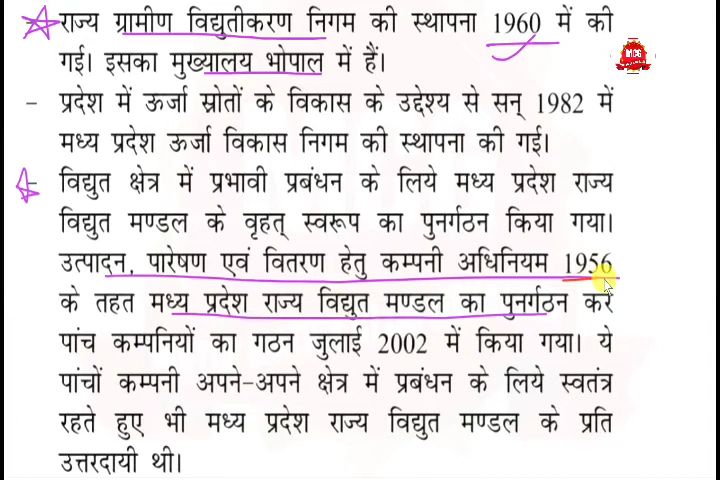 राज्य ग्रामीण विद्युतीकरण निगम की स्थापना 1960 में की
गई। इसका मुख्यालय भोपाल में हैं।
MCG
- प्रदेश में ऊर्जा स्रोतों के विकास के उद्देश्य से सन् 1982 में
मध्य प्रदेश ऊर्जा विकास निगम की स्थापना की गई।
- विद्युत क्षेत्र में प्रभावी प्रबंधन के लिये मध्य प्रदेश राज्य
विद्युत मण्डल के वृहत् स्वरूप का पुनर्गठन किया गया।
उत्पादन, पारेषण एवं वितरण हेतु कम्पनी अधिनियम 1956
के तहत मध्य प्रदेश राज्य विद्युत मण्डल का पुनर्गठन कर
पांच कम्पनियों का गठन जुलाई 2002 में किया गया। ये
पांचों कम्पनी अपने-अपने क्षेत्र में प्रबंधन के लिये स्वतंत्र
रहते हुए भी मध्य प्रदेश राज्य विद्युत मण्डल के प्रति
उत्तरदायी थी।